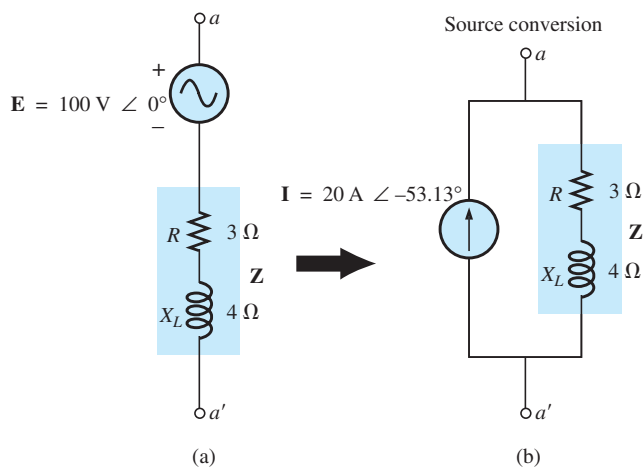 a
+
E = 100 V ∠ 0°
–
R
3 Ω
Z
X_L
4 Ω
a′
(a)
Source conversion
a
I = 20 A ∠ –53.13°
R
3 Ω
Z
X_L
4 Ω
a′
(b)